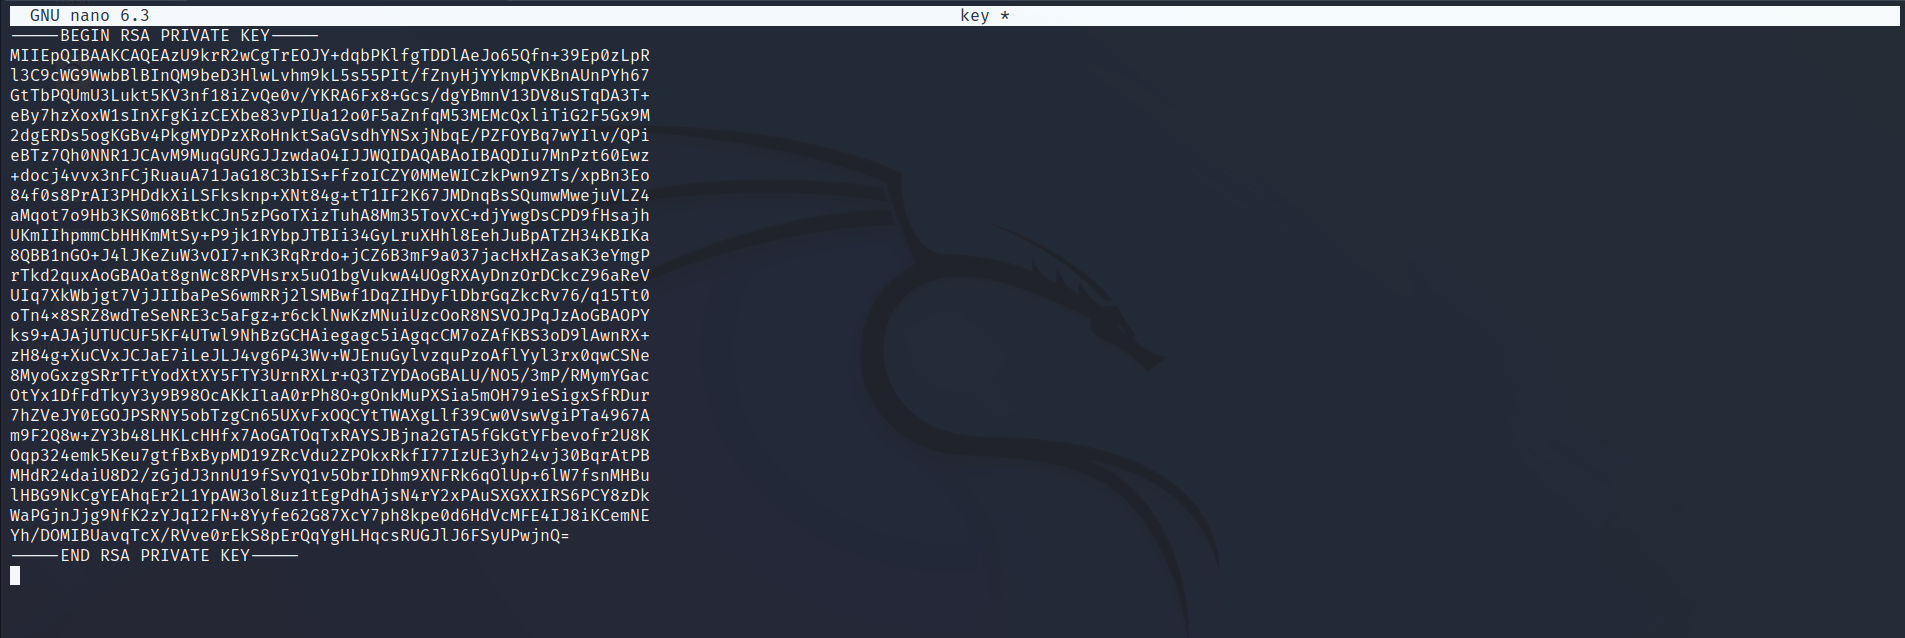 GNU nano 6.3 key *
-----BEGIN RSA PRIVATE KEY-----
MIIEpQIBAAKCAQEAzU9krR2wCgTrEOJY+dqbPKlfgTDDlAeJo65Qfn+39Ep0zLpR
l3C9cWG9WwbBlBInQM9beD3HlwLvhm9kL5s55PIt/fZnyHjYYkmpVKBnAUnPYh67
GtTbPQUmU3Lukt5KV3nf18iZvQe0v/YKRA6Fx8+Gcs/dgYBmnV13DV8uSTqDA3T+
eBy7hzXoxW1sInXFgKizCEXbe83vPIUa12o0F5aZnfqM53MEMcQxliTiG2F5Gx9M
2dgERDs5ogKGBv4PkgMYDPzXRoHnktSaGVsdhYNSxjNbqE/PZFOYBq7wYIlv/QPi
eBTz7Qh0NNR1JCAvM9MuqGURGJJzwdaO4IJJWQIDAQABAoIBAQDIu7MnPzt60Ewz
+docj4vvx3nFCjRuauA71JaG18C3bIS+FfzoICZY0MMeWICzkPwn9ZTs/xpBn3Eo
84f0s8PrAI3PHDdkXiLSFksknp+XNt84g+tT1IF2K67JMDnqBsSQumwMwejuVLZ4
aMqot7o9Hb3KS0m68BtkCJn5zPGoTXizTuhA8Mm35TovXC+djYwgDsCPD9fHsajh
UKmIIhpmmCbHHKmMtSy+P9jk1RYbpJTBIi34GyLruXHhl8EehJuBpATZH34KBIKa
8QBB1nGO+J4lJKeZuW3vOI7+nK3RqRrdo+jCZ6B3mF9a037jacHxHZasaK3eYmgP
rTkd2quxAoGBAOat8gnWc8RPVHsrx5uO1bgVukwA4UOgRXAyDnzOrDCkcZ96aReV
UIq7XkWbjgt7VjJIIbaPeS6wmRRj2lSMBwf1DqZIHDyFlDbrGqZkcRv76/q15Tt0
oTn4×8SRZ8wdTeSeNRE3c5aFgz+r6cklNwKzMNuiUzcOoR8NSVOJPqJzAoGBAOPY
ks9+AJAjUTUCUF5KF4UTwl9NhBzGCHAiegagc5iAgqcCM7oZAfKBS3oD9lAwnRX+
zH84g+XuCVxJCJaE7iLeJLJ4vg6P43Wv+WJEnuGylvzquPzoAflYyl3rx0qwCSNe
8MyoGxzgSRrTFtYodXtXY5FTY3UrnRXLr+Q3TZYDAoGBALU/NO5/3mP/RMymYGac
OtYx1DfFdTkyY3y9B98OcAKkIlaA0rPh8O+gOnkMuPXSia5mOH79ieSigxSfRDur
7hZVeJY0EGOJPSRNY5obTzgCn65UXvFxOQCYtTWAXgLlf39Cw0VswVgiPTa4967A
m9F2Q8w+ZY3b48LHKLcHHfx7AoGATOqTxRAYSJBjna2GTA5fGkGtYFbevofr2U8K
Oqp324emk5Keu7gtfBxBypMD19ZRcVdu2ZPOkxRkfI77IzUE3yh24vj30BqrAtPB
MHdR24daiU8D2/zGjdJ3nnU19fSvYQ1v5ObrIDhm9XNFRk6qOlUp+6lW7fsnMHBu
lHBG9NkCgYEAhqEr2L1YpAW3ol8uz1tEgPdhAjsN4rY2xPAuSXGXXIRS6PCY8zDk
WaPGjnJjg9NfK2zYJqI2FN+8Yyfe62G87XcY7ph8kpe0d6HdVcMFE4IJ8iKCemNE
Yh/DOMIBUavqTcX/RVve0rEkS8pErQqYgHLHqcsRUGJlJ6FSyUPwjnQ=
-----END RSA PRIVATE KEY-----